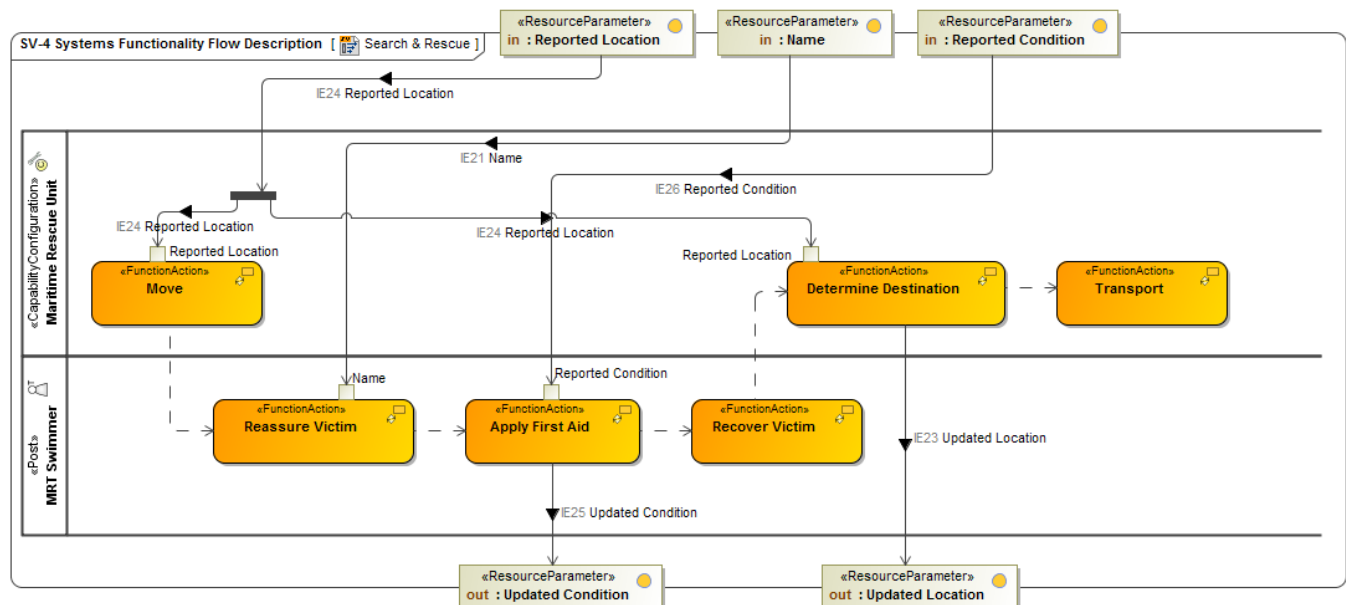 «ResourceParameter»
in : Reported Location
«ResourceParameter»
in : Name
«ResourceParameter»
in : Reported Condition
SV-4 Systems Functionality Flow Description [ Search & Rescue ]
IE24 Reported Location
IE21 Name
IE26 Reported Condition
«CapabilityConfiguration»
Maritime Rescue Unit
IE24 Reported Location
IE24 Reported Location
Reported Location
Reported Location
«FunctionAction»
Move
«FunctionAction»
Determine Destination
«FunctionAction»
Transport
«Post»
MRT Swimmer
Name
Reported Condition
«FunctionAction»
Reassure Victim
«FunctionAction»
Apply First Aid
«FunctionAction»
Recover Victim
IE23 Updated Location
IE25 Updated Condition
«ResourceParameter»
out : Updated Condition
«ResourceParameter»
out : Updated Location